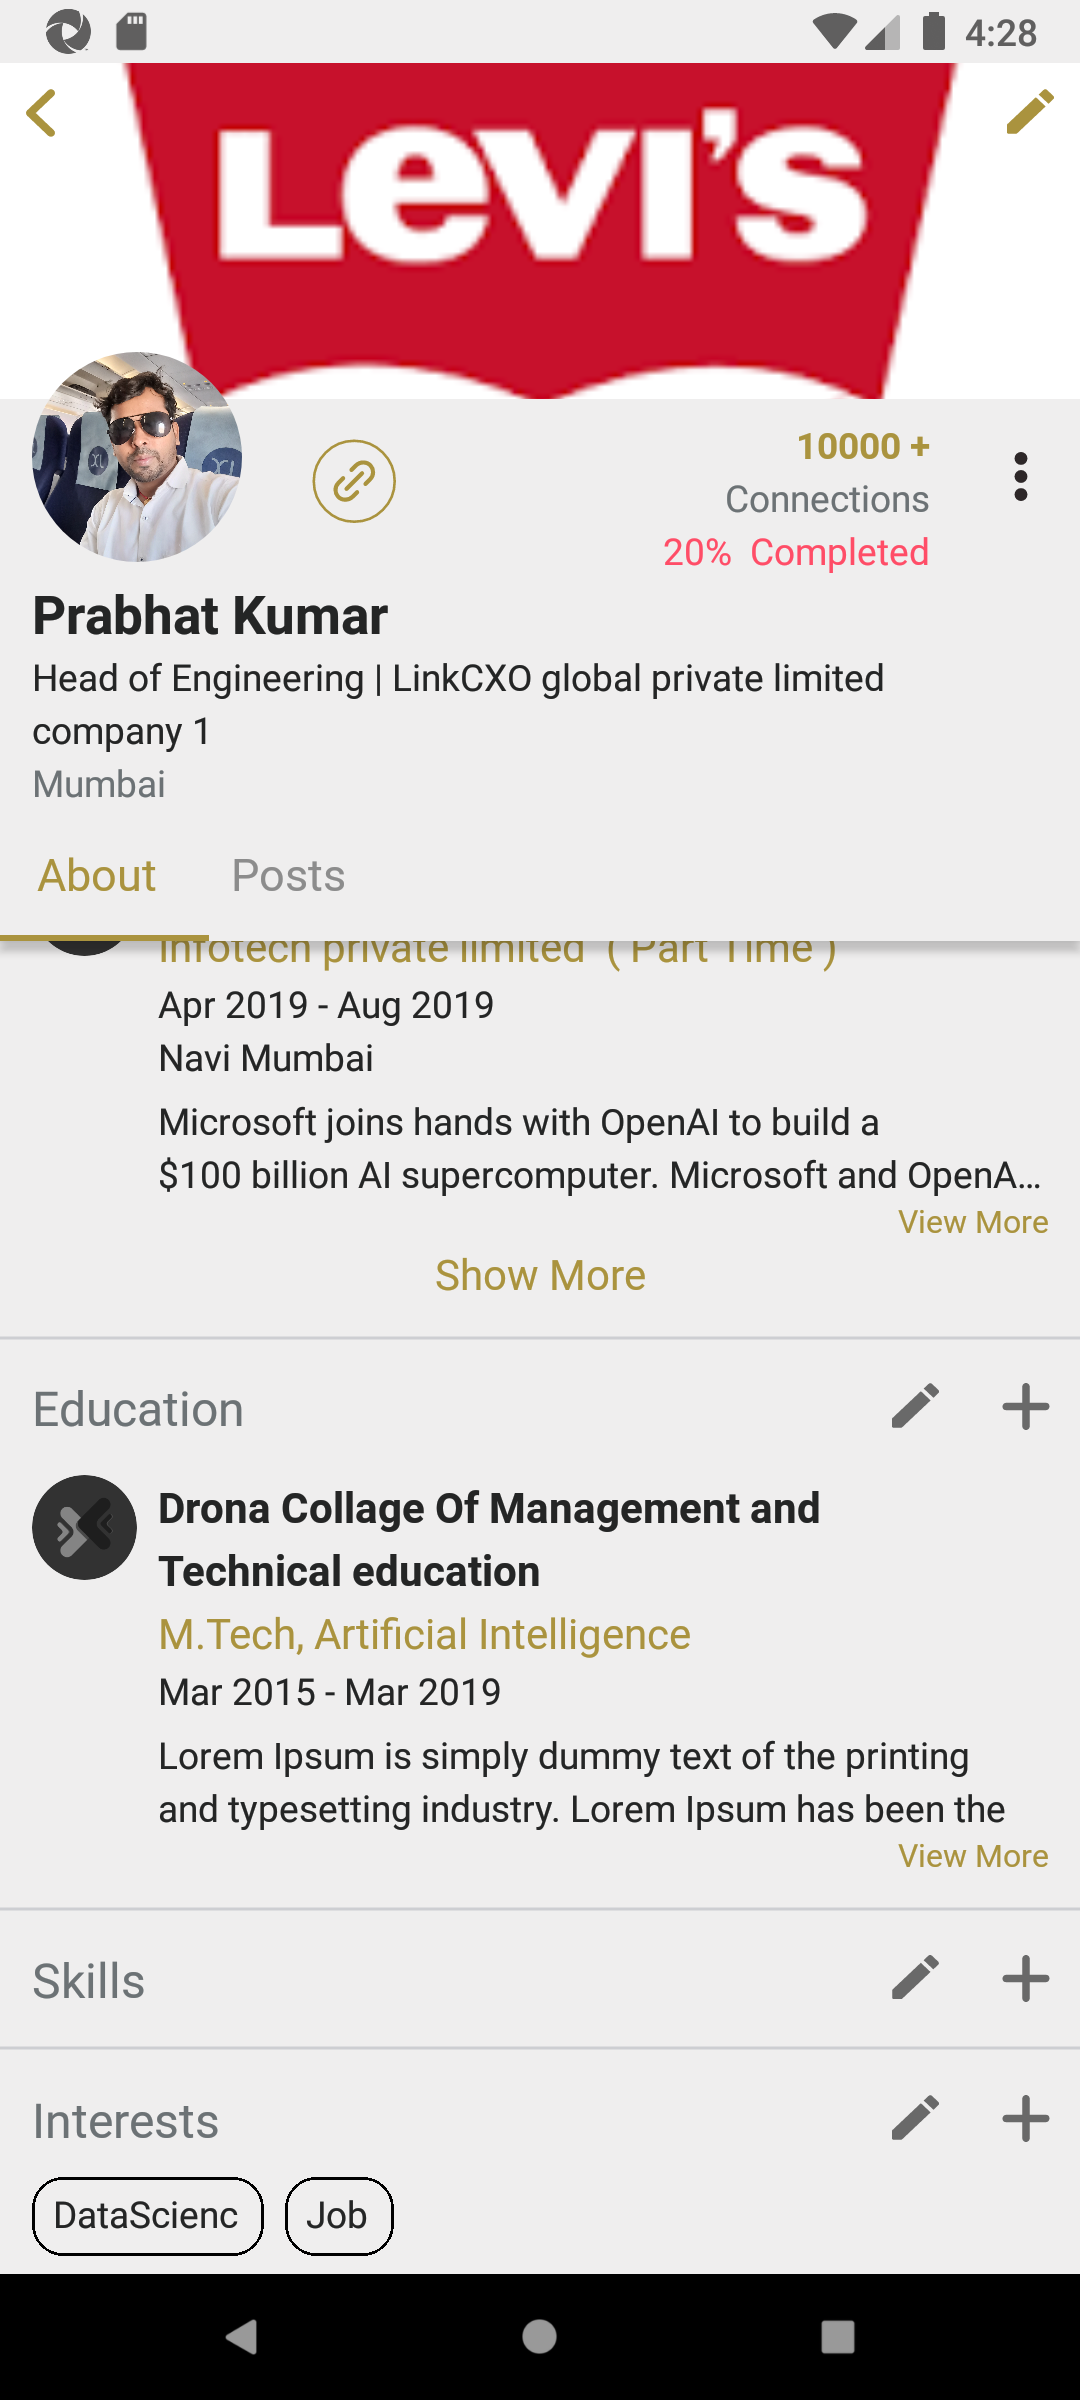 4:28
Levi's
10000 +
Connections
20% Completed
Prabhat Kumar
Head of Engineering | LinkCXO global private limited
company 1
Mumbai
About Posts
Infotech private limited ( Part Time )
Apr 2019 - Aug 2019
Navi Mumbai
Microsoft joins hands with OpenAI to build a
$100 billion AI supercomputer. Microsoft and OpenA...
View More
Show More
Education
Drona Collage Of Management and
Technical education
M.Tech, Artificial Intelligence
Mar 2015 - Mar 2019
Lorem Ipsum is simply dummy text of the printing
and typesetting industry. Lorem Ipsum has been the
View More
Skills
Interests
DataScienc Job